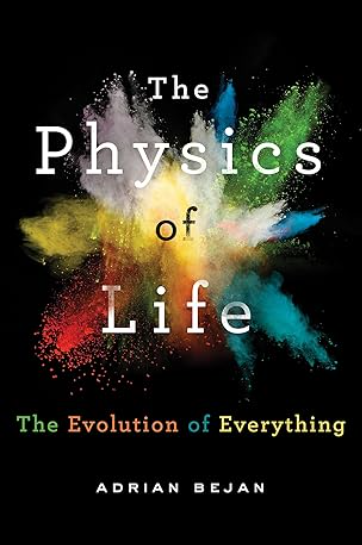 The
Physics
of
Life
The Evolution of Everything
ADRIAN BEJAN